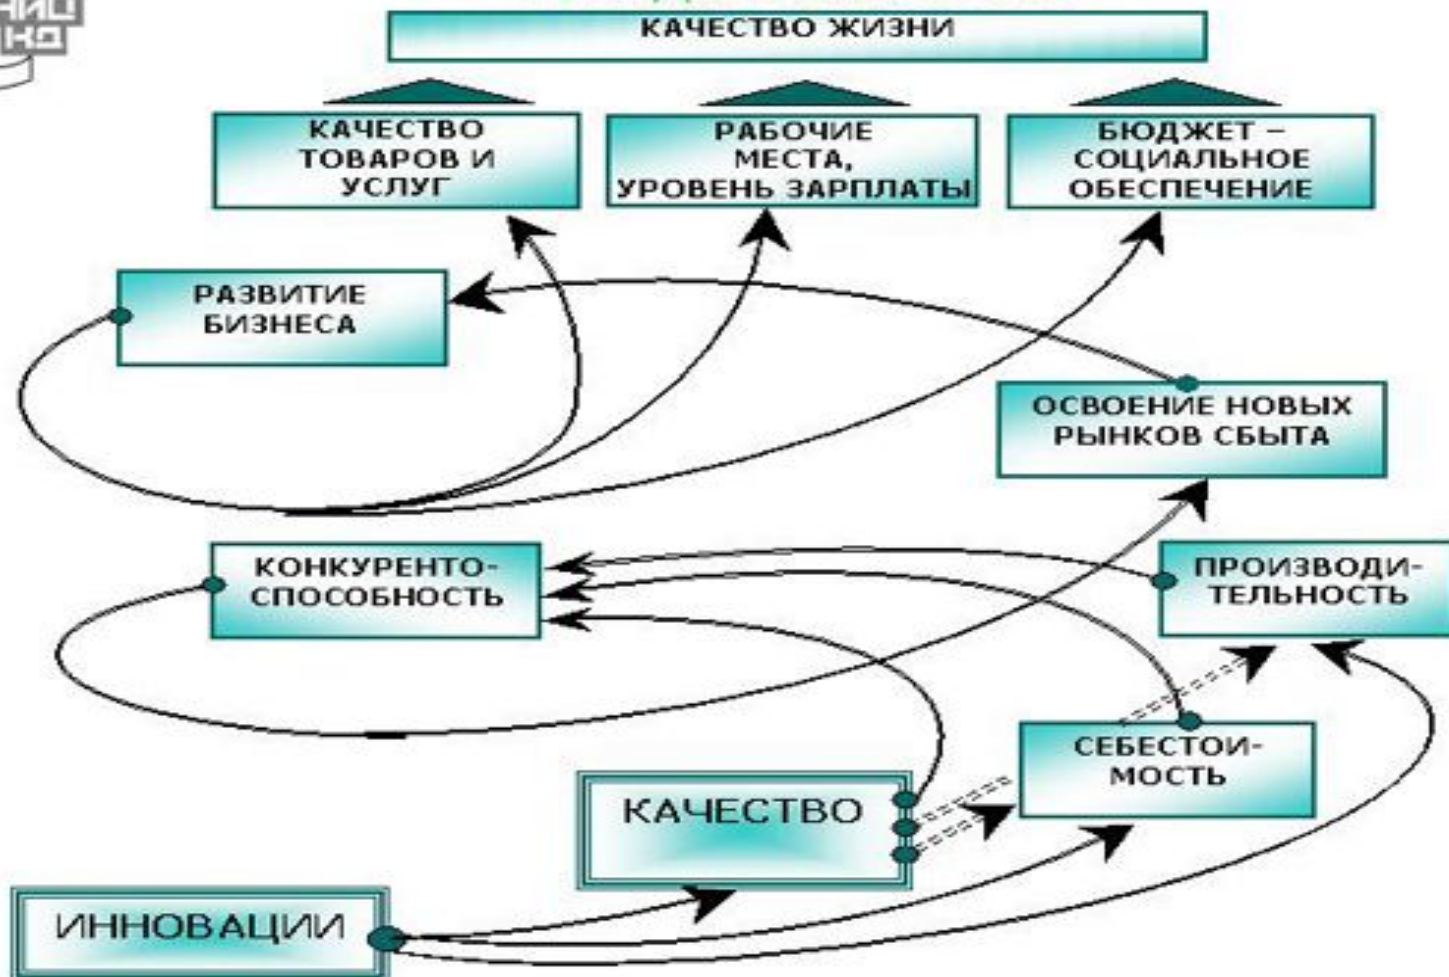 КАЧЕСТВО ЖИЗНИ
КАЧЕСТВО
ТОВАРОВ И
УСЛУГ
РАБОЧИЕ
МЕСТА,
УРОВЕНЬ ЗАРПЛАТЫ
БЮДЖЕТ –
СОЦИАЛЬНОЕ
ОБЕСПЕЧЕНИЕ
РАЗВИТИЕ
БИЗНЕСА
ОСВОЕНИЕ НОВЫХ
РЫНКОВ СБЫТА
КОНКУРЕНТО-
СПОСОБНОСТЬ
ПРОИЗВОДИ-
ТЕЛЬНОСТЬ
СЕБЕСТОИ-
МОСТЬ
КАЧЕСТВО
ИННОВАЦИИ